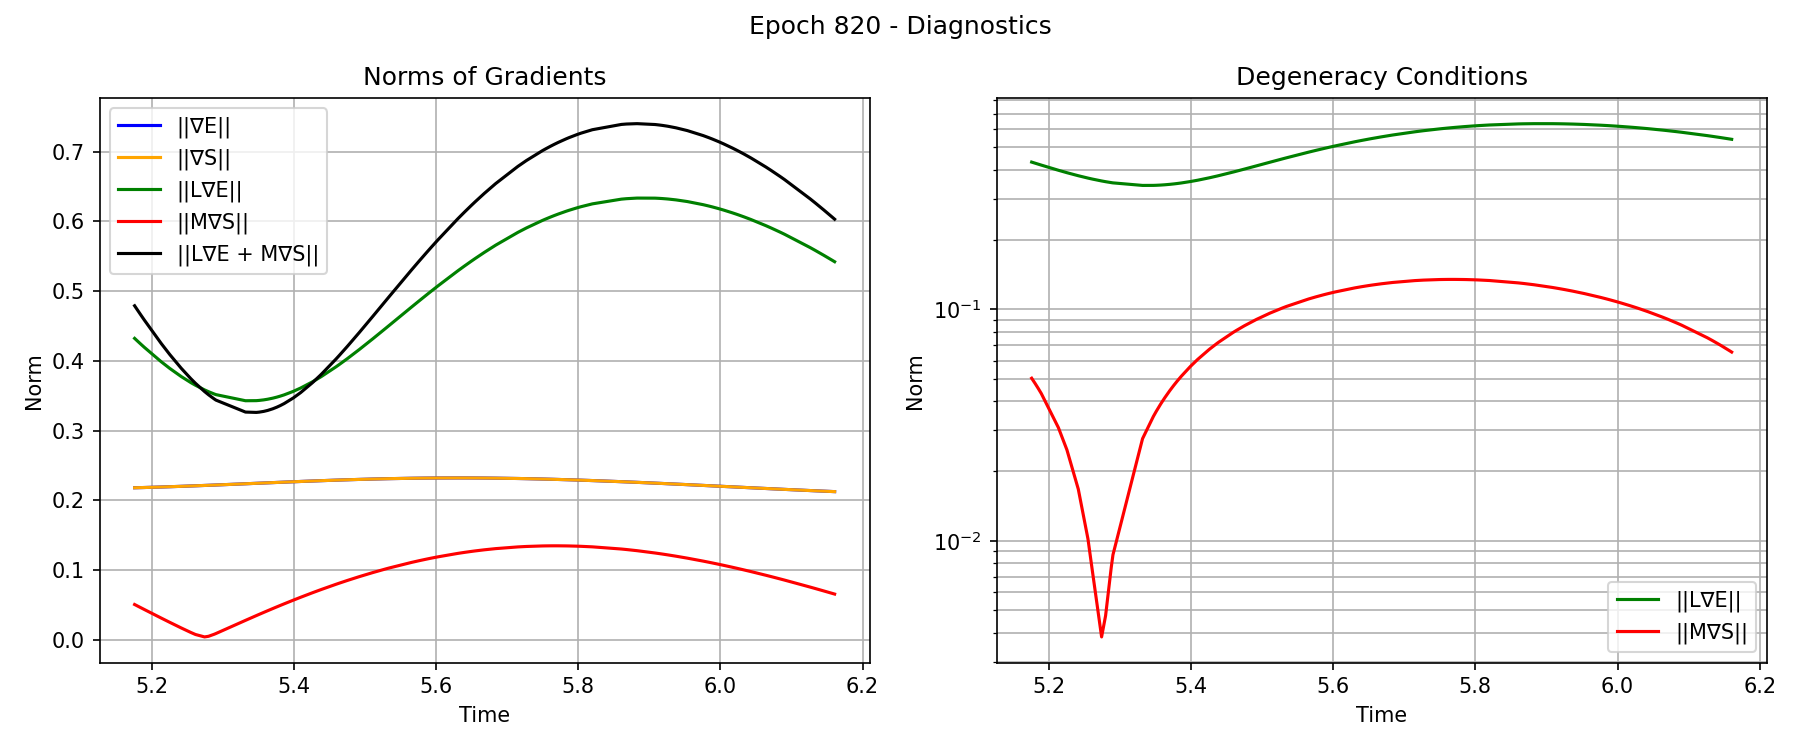 Epoch 820 - Diagnostics
Norms of Gradients
||∇E||
||∇S||
||L∇E||
||M∇S||
||L∇E + M∇S||
0.7
0.6
0.5
0.4
0.3
0.2
0.1
0.0
Norm
5.2 5.4 5.6 5.8 6.0 6.2
Time
Degeneracy Conditions
10⁻¹
10⁻²
Norm
||L∇E||
||M∇S||
5.2 5.4 5.6 5.8 6.0 6.2
Time